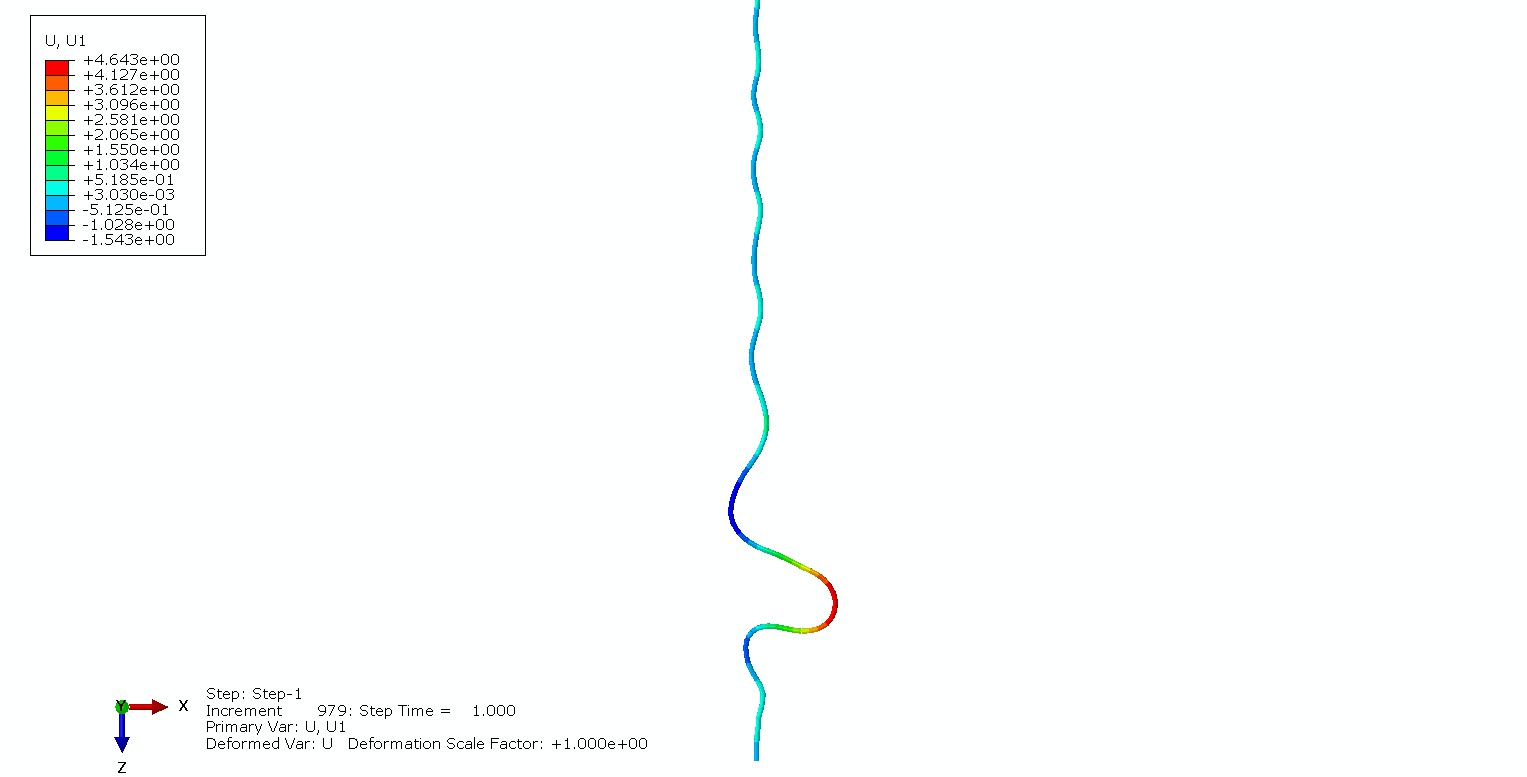 U, U1
+4.643e+00
+4.127e+00
+3.612e+00
+3.096e+00
+2.581e+00
+2.065e+00
+1.550e+00
+1.034e+00
+5.185e-01
+3.030e-03
-5.125e-01
-1.028e+00
-1.543e+00
Y
X
Z
Step: Step-1
Increment 979: Step Time = 1.000
Primary Var: U, U1
Deformed Var: U Deformation Scale Factor: +1.000e+00